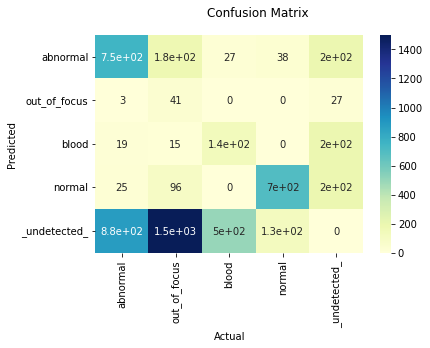 Confusion Matrix
abnormal 7.5e+02 1.8e+02 27 38 2e+02
out_of_focus 3 41 0 0 27
blood 19 15 1.4e+02 0 2e+02
normal 25 96 0 7e+02 2e+02
_undetected_ 8.8e+02 1.5e+03 5e+02 1.3e+02 0
Predicted
abnormal out_of_focus blood normal _undetected_
Actual
1400
1200
1000
800
600
400
200
0